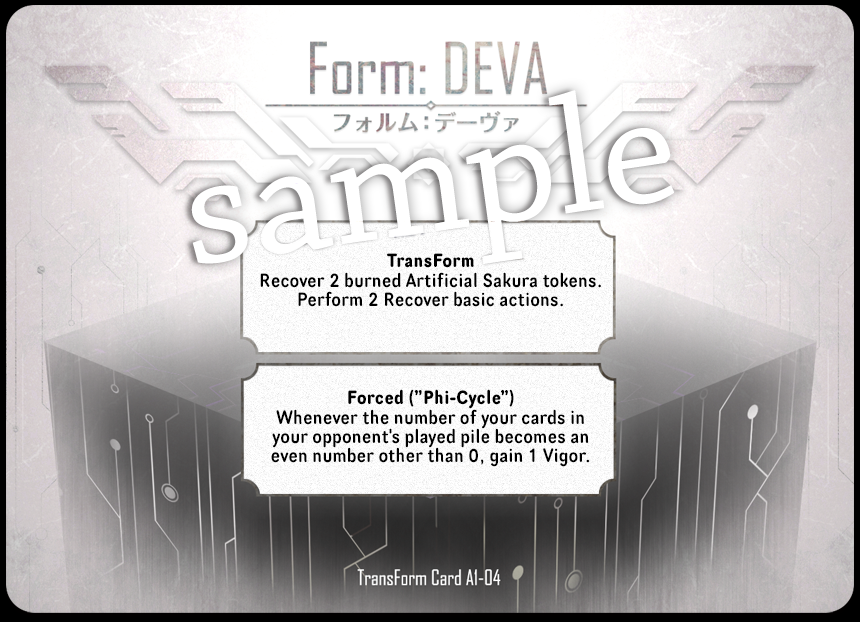 Form: DEVA
フォルム：デーヴァ
sample
TransForm
Recover 2 burned Artificial Sakura tokens.
Perform 2 Recover basic actions.
Forced ("Phi-Cycle")
Whenever the number of your cards in
your opponent's played pile becomes an
even number other than 0, gain 1 Vigor.
TransForm Card A1-04